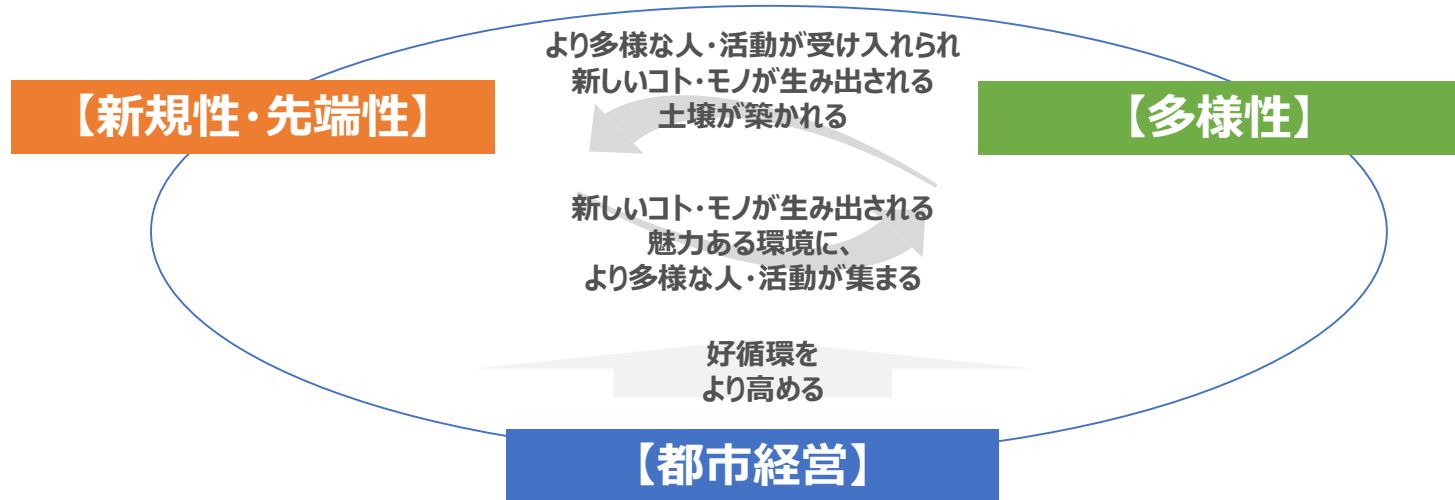 より多様な人・活動が受け入れられ
新しいコト・モノが生み出される
土壌が築かれる
【新規性・先端性】
【多様性】
新しいコト・モノが生み出される
魅力ある環境に、
より多様な人・活動が集まる
好循環を
より高める
【都市経営】